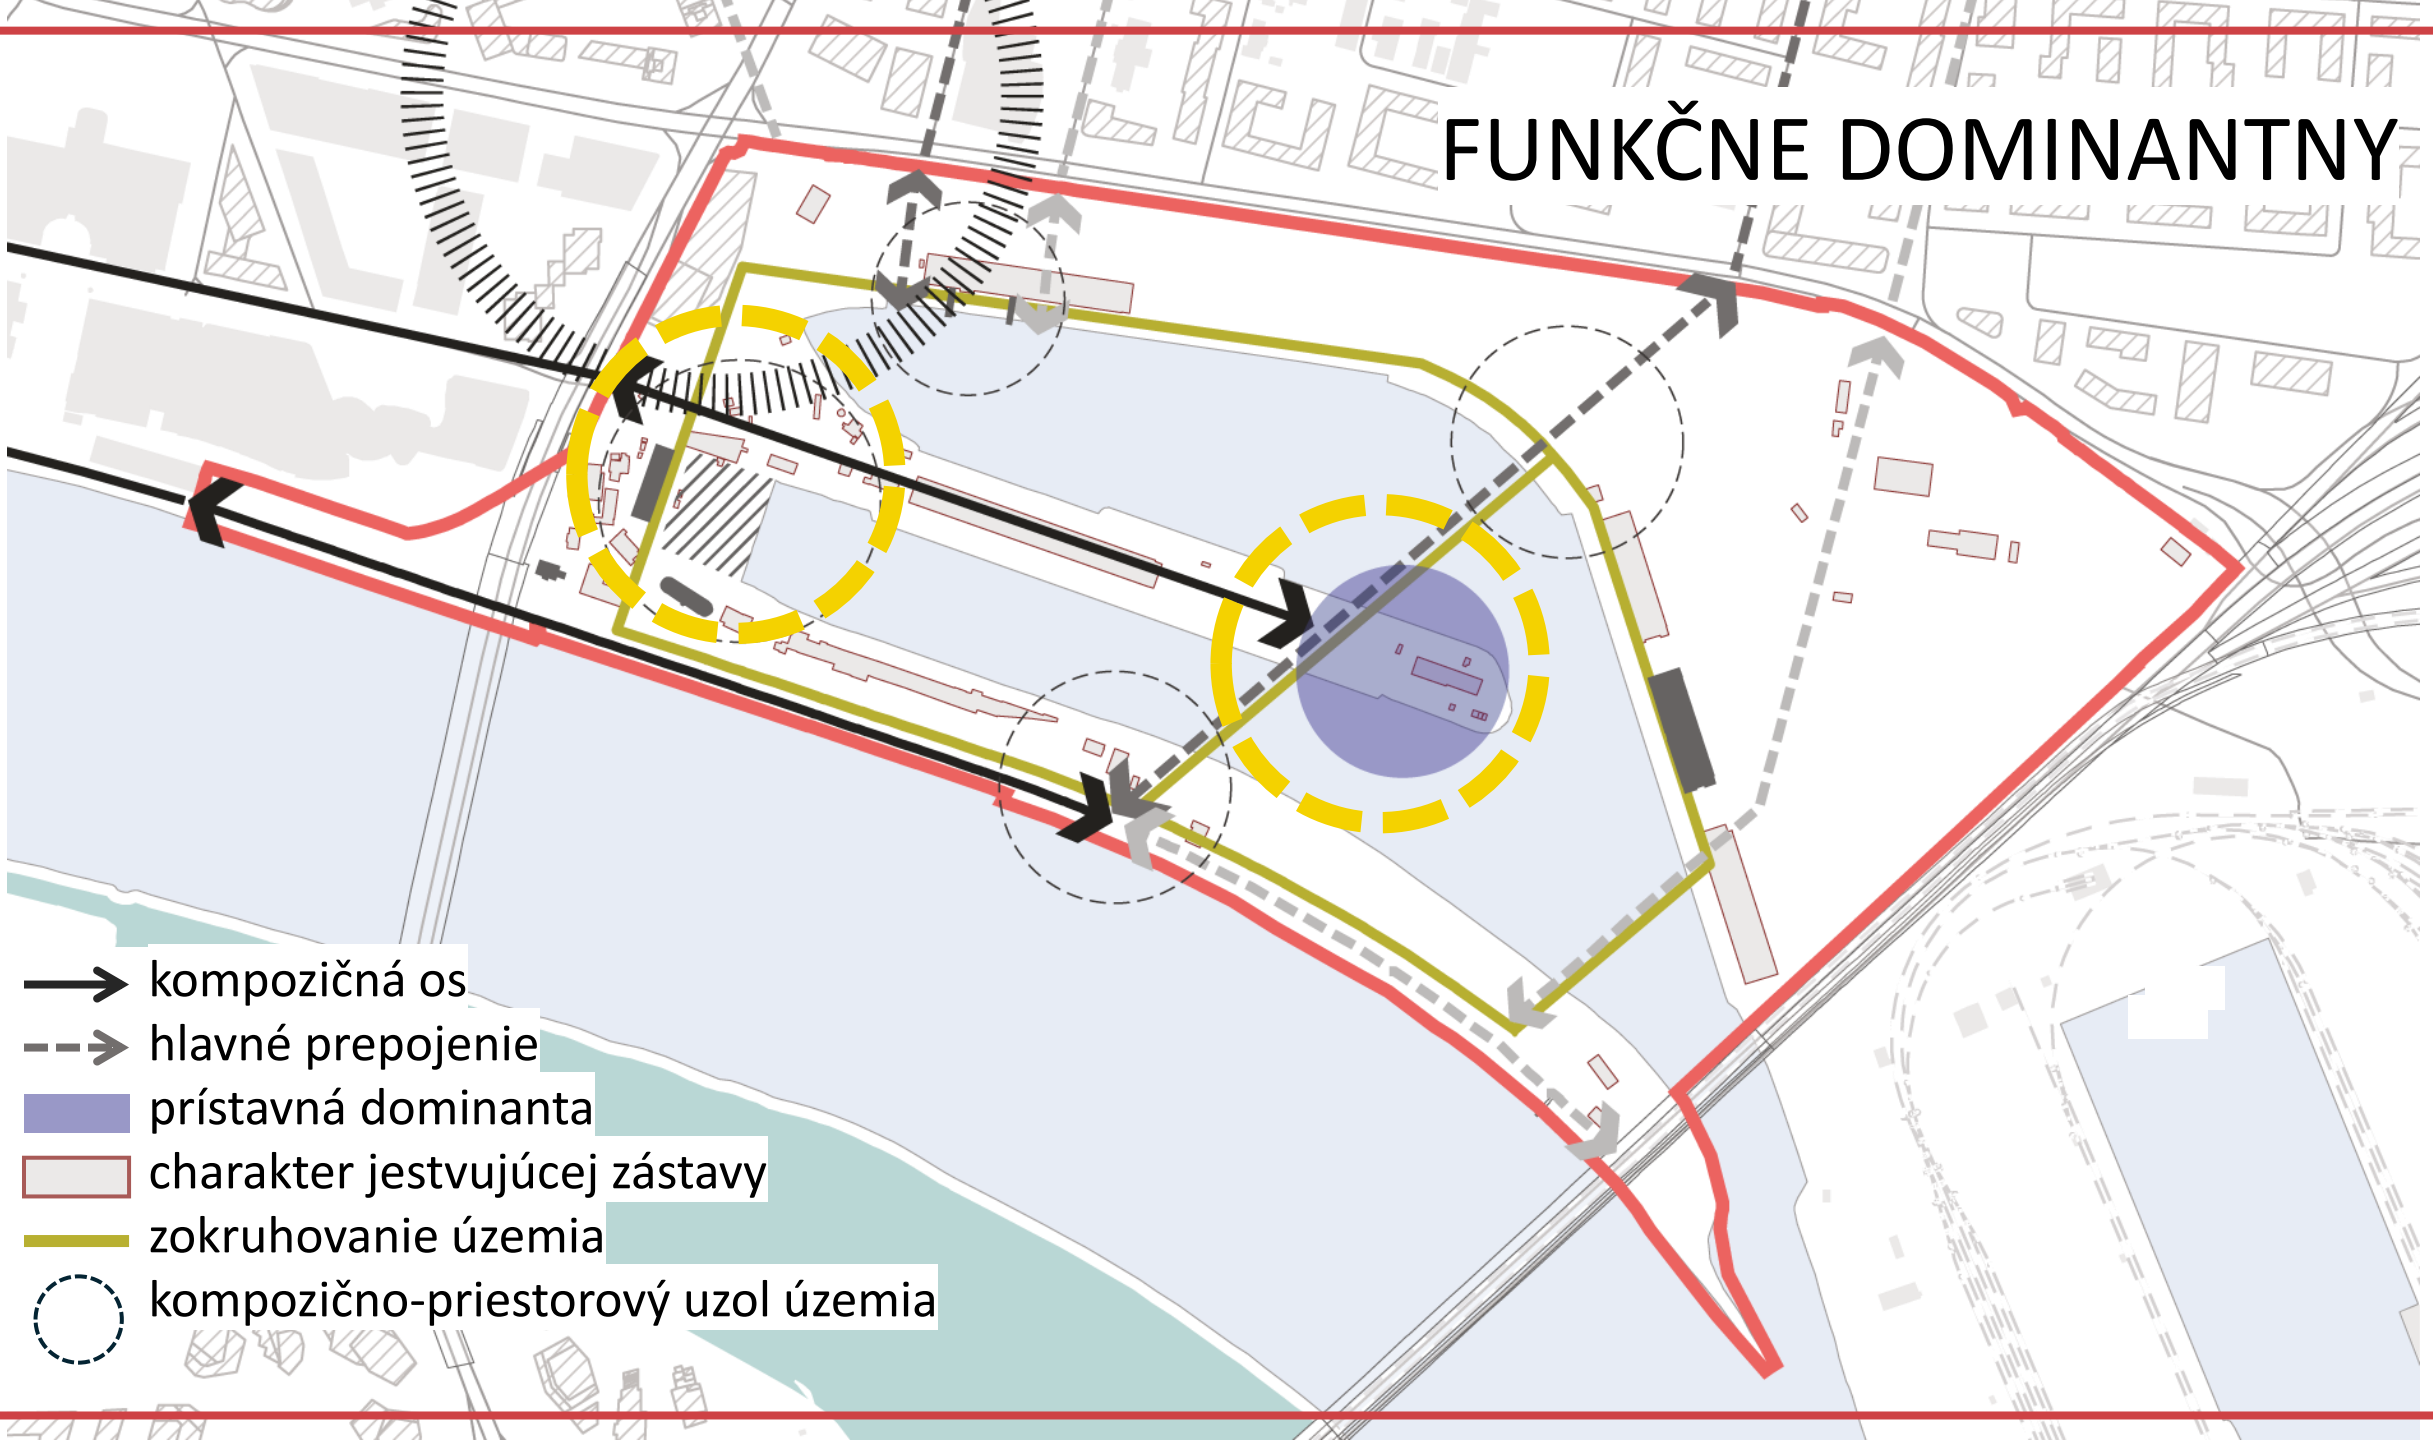 FUNKČNE DOMINANTNY
kompozičná os
hlavné prepojenie
prístavná dominanta
charakter jestvujúcej zástavy
zokruhovanie územia
kompozično-priestorový uzol územia